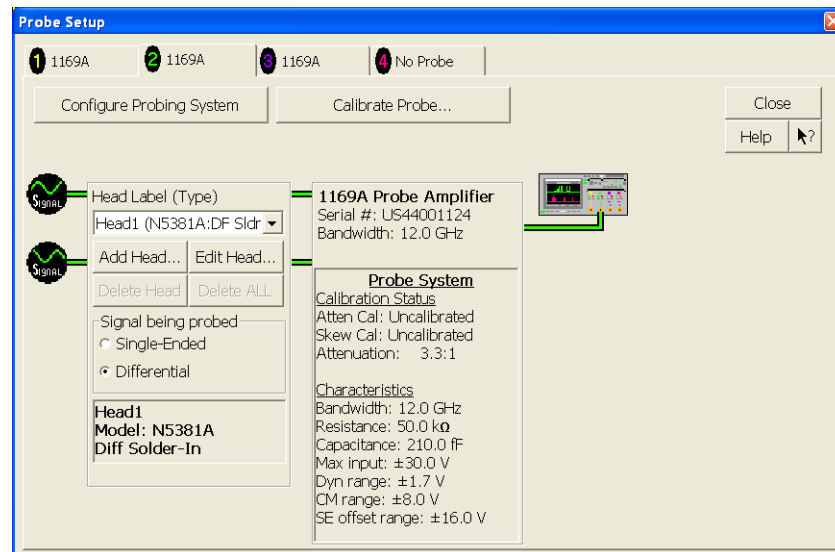 Probe Setup
1 1169A
2 1169A
3 1169A
4 No Probe
Configure Probing System
Calibrate Probe...
Close
Help
?
Signal
Signal
Head Label (Type)
Head1 (N5381A:DF Sldr
Add Head...
Edit Head...
Delete Head
Delete ALL
Signal being probed
Single-Ended
Differential
Head1
Model: N5381A
Diff Solder-In
1169A Probe Amplifier
Serial #: US44001124
Bandwidth: 12.0 GHz
Probe System
Calibration Status
Atten Cal: Uncalibrated
Skew Cal: Uncalibrated
Attenuation: 3.3:1
Characteristics
Bandwidth: 12.0 GHz
Resistance: 50.0 kΩ
Capacitance: 210.0 fF
Max input: ±30.0 V
Dyn range: ±1.7 V
CM range: ±8.0 V
SE offset range: ±16.0 V